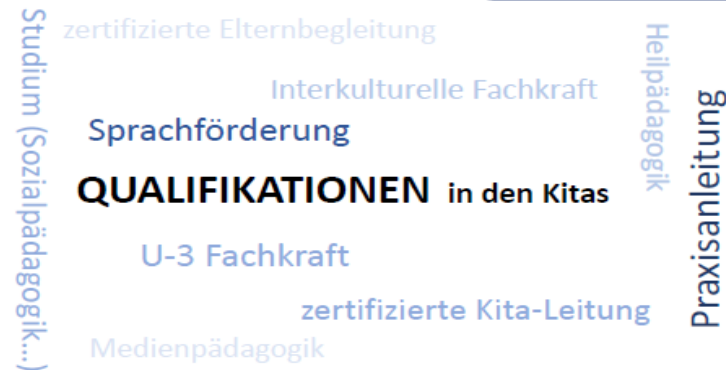 Studium (Sozialpädagogik...)
zertifizierte Elternbegleitung
Interkulturelle Fachkraft
Heilpädagogik
Sprachförderung
Praxisanleitung
QUALIFIKATIONEN in den Kitas
U-3 Fachkraft
zertifizierte Kita-Leitung
Medienpädagogik